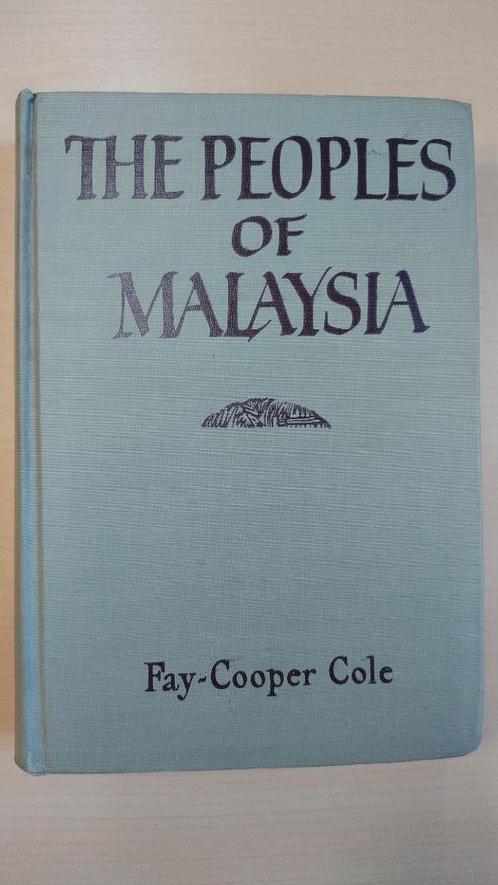 THE PEOPLES
OF
MALAYSIA
Fay-Cooper Cole